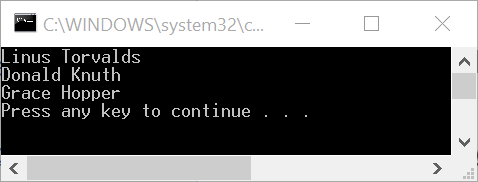 C:\WINDOWS\system32\c...
Linus Torvalds
Donald Knuth
Grace Hopper
Press any key to continue . . .